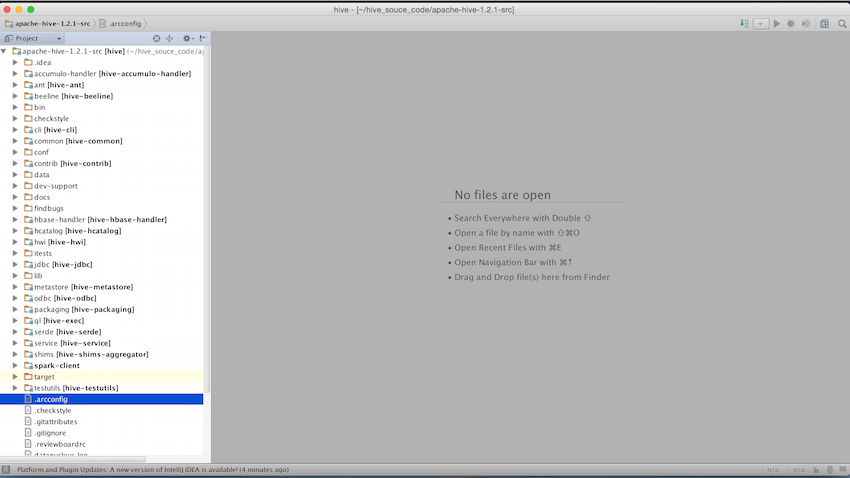 hive - [~/hive_souce_code/apache-hive-1.2.1-src]
apache-hive-1.2.1-src .arcconfig
Project
apache-hive-1.2.1-src [hive] (~/hive_souce_code/ap
.idea
accumulo-handler [hive-accumulo-handler]
ant [hive-ant]
beeline [hive-beeline]
bin
checkstyle
cli [hive-cli]
common [hive-common]
conf
contrib [hive-contrib]
data
dev-support
docs
findbugs
hbase-handler [hive-hbase-handler]
hcatalog [hive-hcatalog]
hwi [hive-hwi]
itests
jdbc [hive-jdbc]
lib
metastore [hive-metastore]
odbc [hive-odbc]
packaging [hive-packaging]
ql [hive-exec]
serde [hive-serde]
service [hive-service]
shims [hive-shims-aggregator]
spark-client
target
testutils [hive-testutils]
.arcconfig
.checkstyle
.gitattributes
.gitignore
.reviewboardrc
datanucleus.log
No files are open
• Search Everywhere with Double ⇧
• Open a file by name with ⇧⌘O
• Open Recent Files with ⌘E
• Open Navigation Bar with ⌘↑
• Drag and Drop file(s) here from Finder
Platform and Plugin Updates: A new version of IntelliJ IDEA is available! (4 minutes ago)
n/a n/a